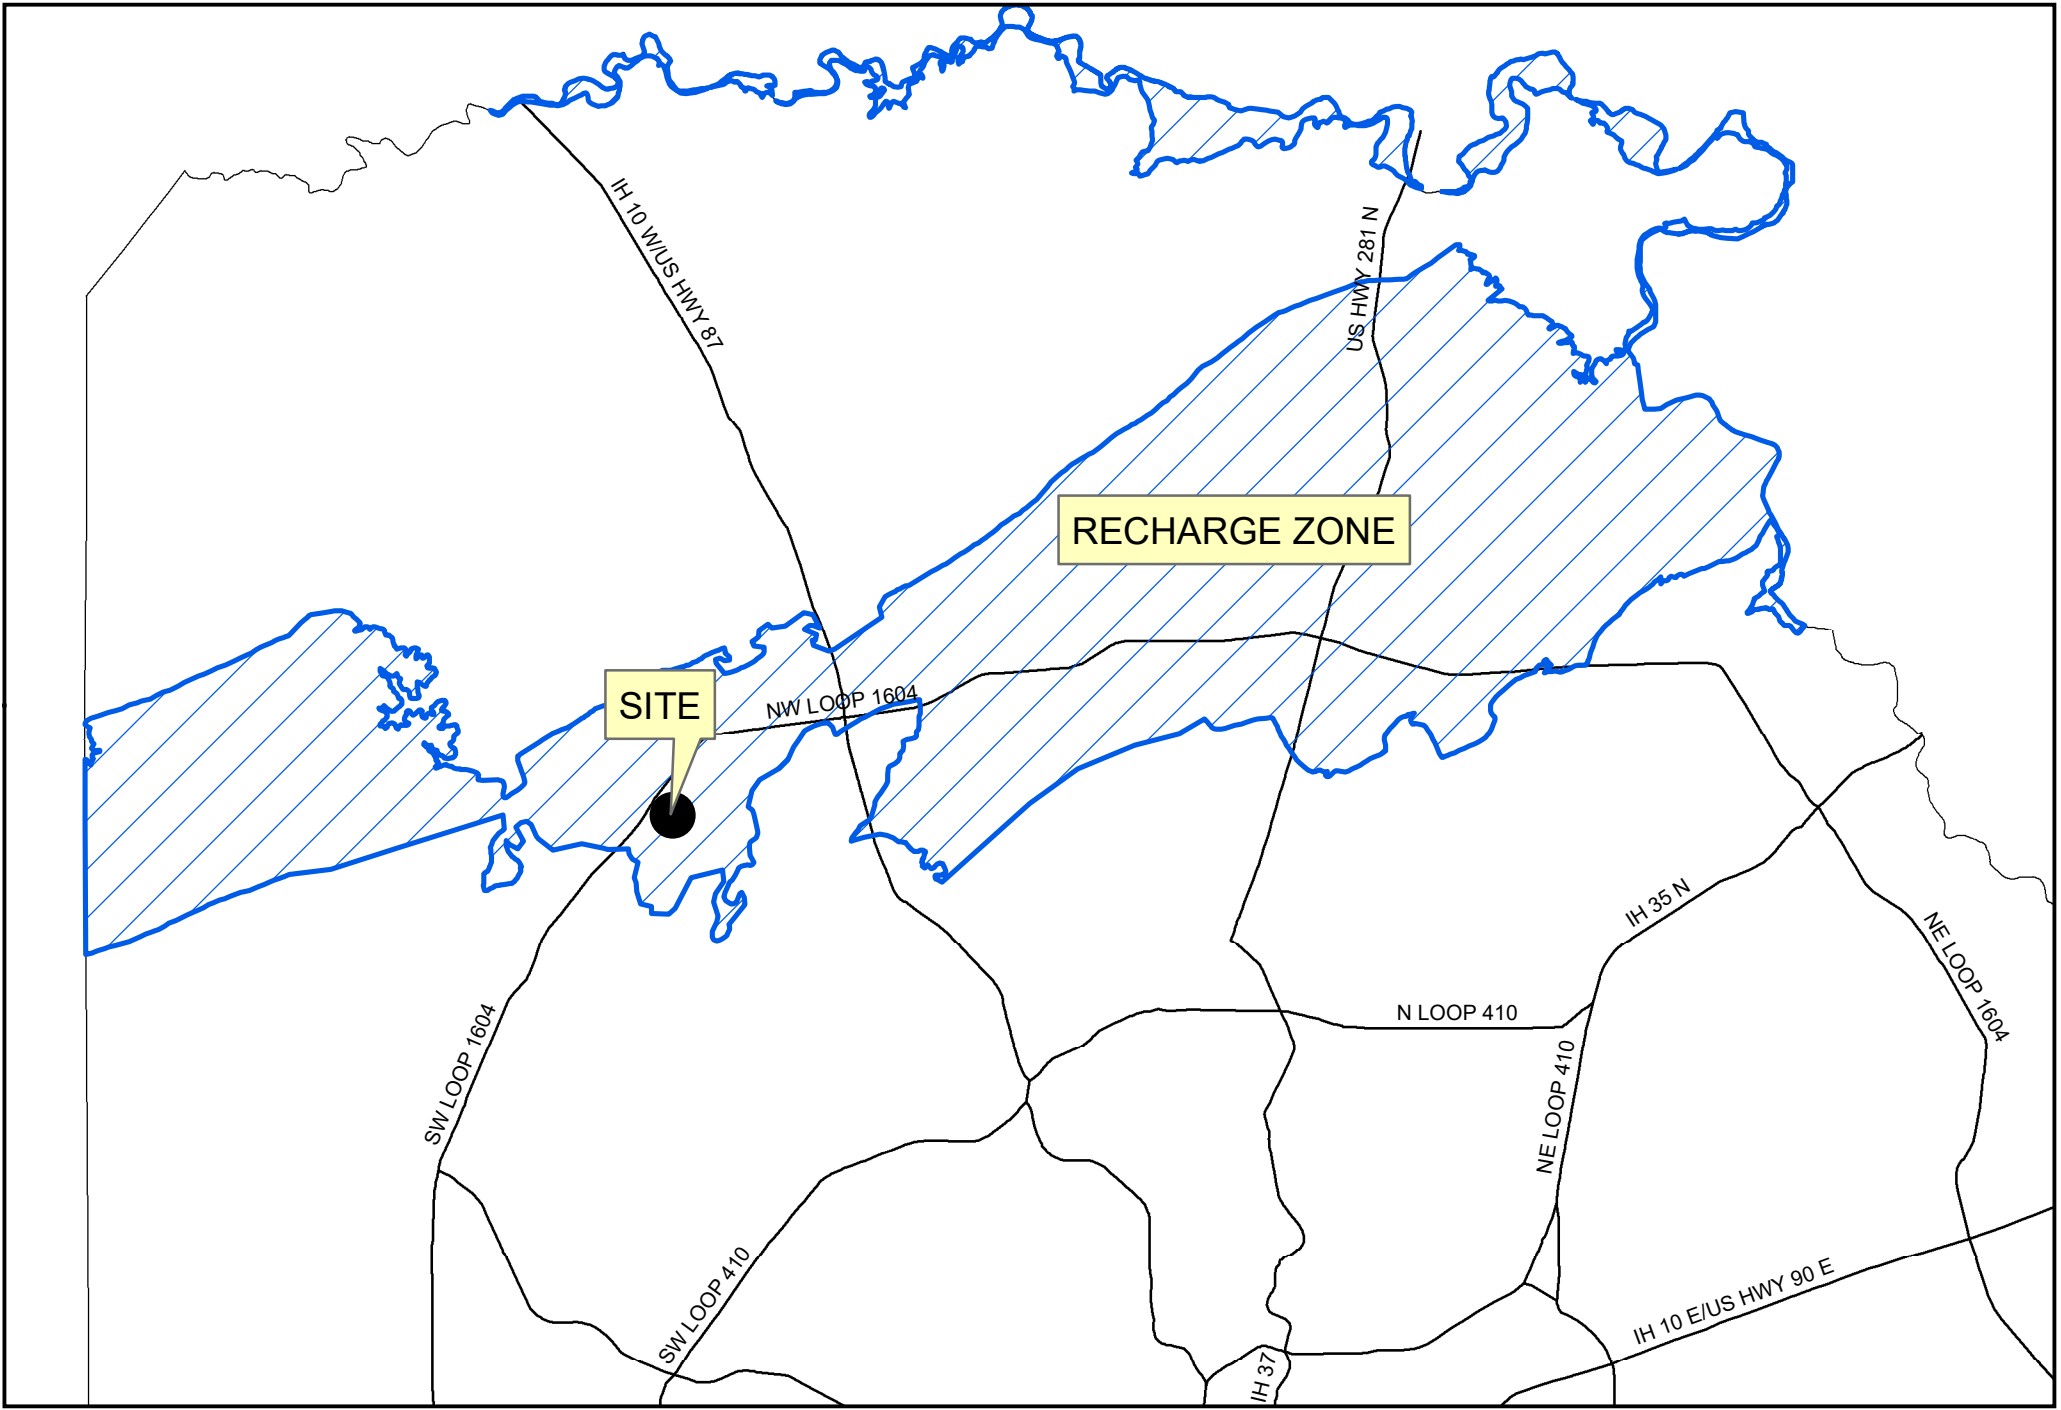 IH 10 W/US HWY 87
US HWY 281 N
RECHARGE ZONE
SITE
NW LOOP 1604
IH 35 N
NE LOOP 1604
N LOOP 410
SW LOOP 1604
NE LOOP 410
SW LOOP 410
IH 10 E/US HWY 90 E
IH 37